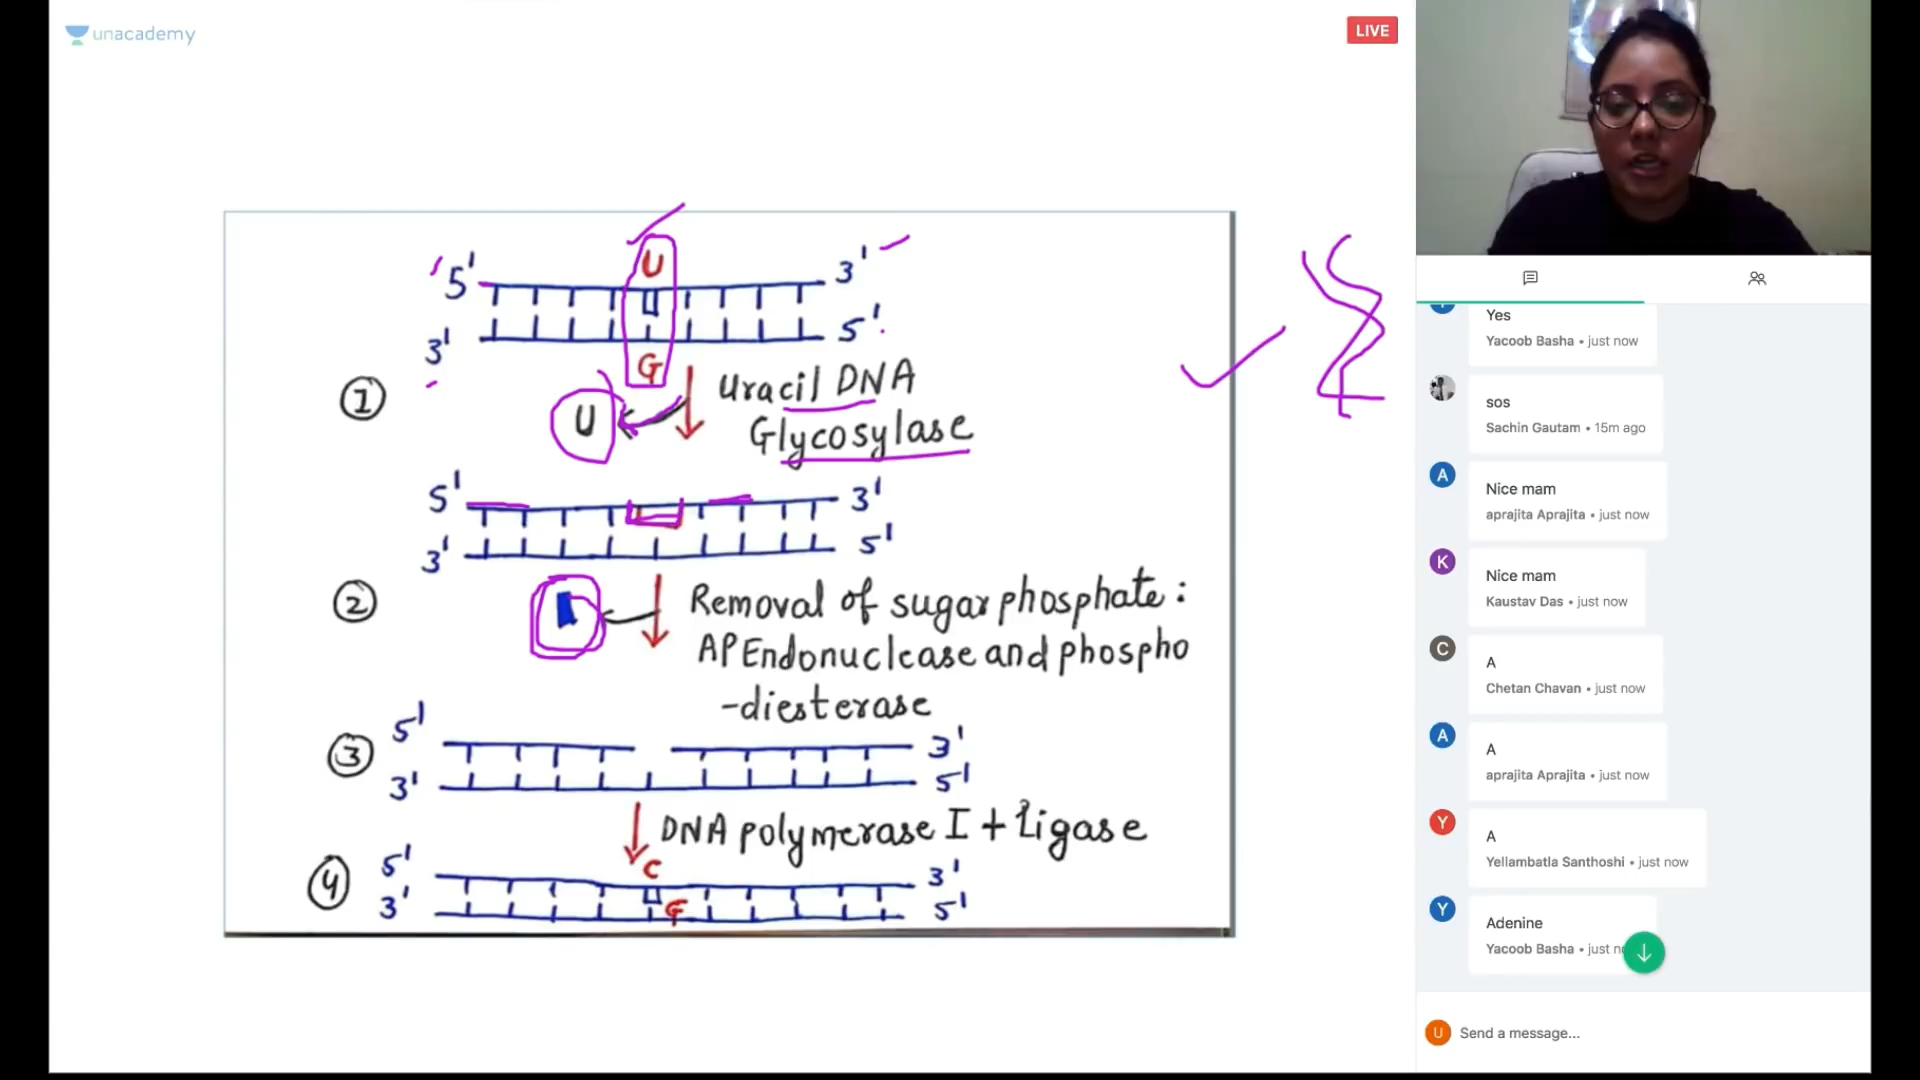 unacademy
LIVE
U
5' 3'
3' 5'
G
① Uracil DNA
U Glycosylase
5' 3'
3' 5'
② Removal of sugar phosphate:
AP Endonuclease and phospho
-diesterase
③ 5' 3'
3' 5'
DNA polymerase I + Ligase
④ 5' C 3'
3' G 5'
Yes
Yacoob Basha • just now
sos
Sachin Gautam • 15m ago
A
Nice mam
aprajita Aprajita • just now
K
Nice mam
Kaustav Das • just now
C
A
Chetan Chavan • just now
A
A
aprajita Aprajita • just now
Y
A
Yellambatla Santhoshi • just now
Y
Adenine
Yacoob Basha • just
U
Send a message...